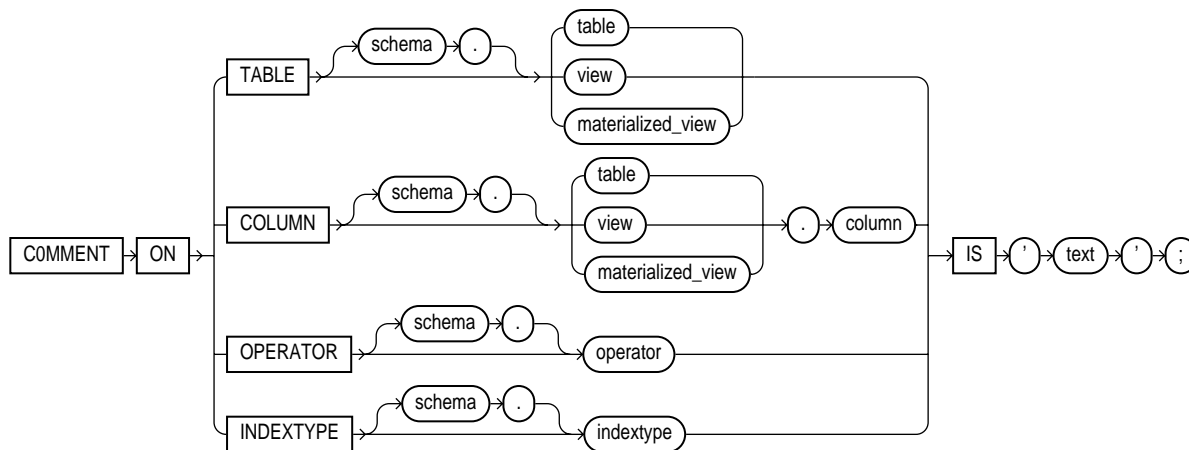 schema . table
TABLE view
materialized_view
schema . table
COLUMN view . column
C0MMENT ON materialized_view IS ' text ' ;
schema .
OPERATOR operator
schema .
INDEXTYPE indextype